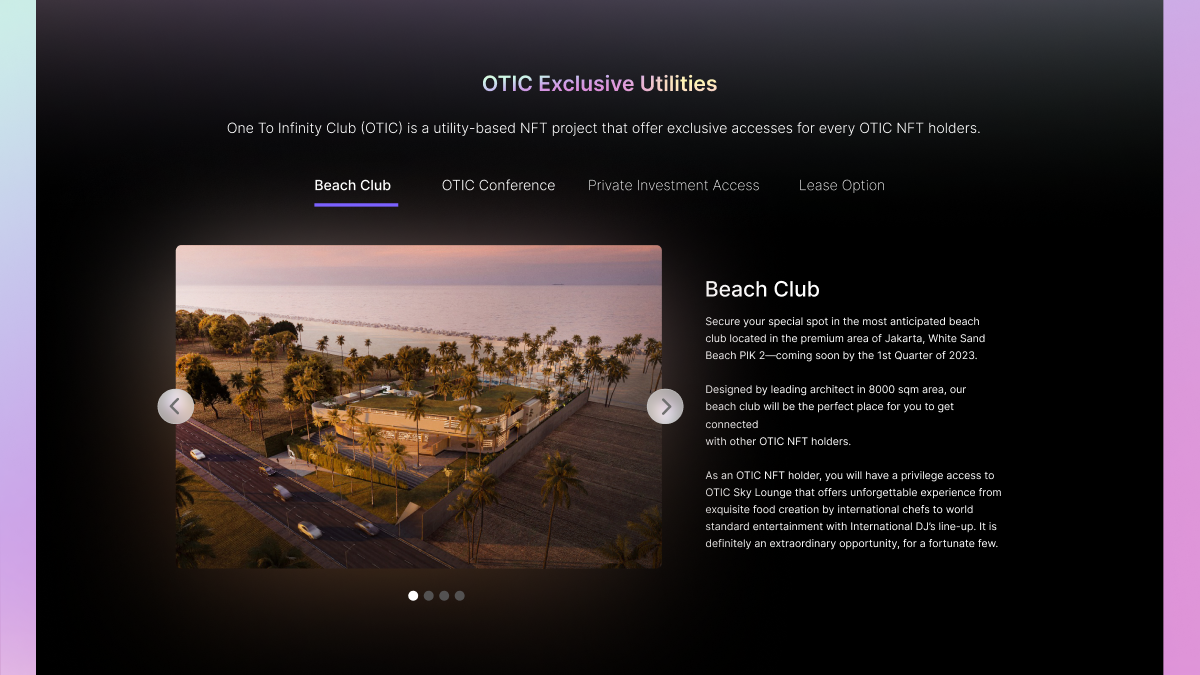 OTIC Exclusive Utilities
One To Infinity Club (OTIC) is a utility-based NFT project that offer exclusive accesses for every OTIC NFT holders.
Beach Club OTIC Conference Private Investment Access Lease Option
Beach Club
Secure your special spot in the most anticipated beach
club located in the premium area of Jakarta, White Sand
Beach PIK 2—coming soon by the 1st Quarter of 2023.
Designed by leading architect in 8000 sqm area, our
beach club will be the perfect place for you to get
connected
with other OTIC NFT holders.
As an OTIC NFT holder, you will have a privilege access to
OTIC Sky Lounge that offers unforgettable experience from
exquisite food creation by international chefs to world
standard entertainment with International DJ's line-up. It is
definitely an extraordinary opportunity, for a fortunate few.